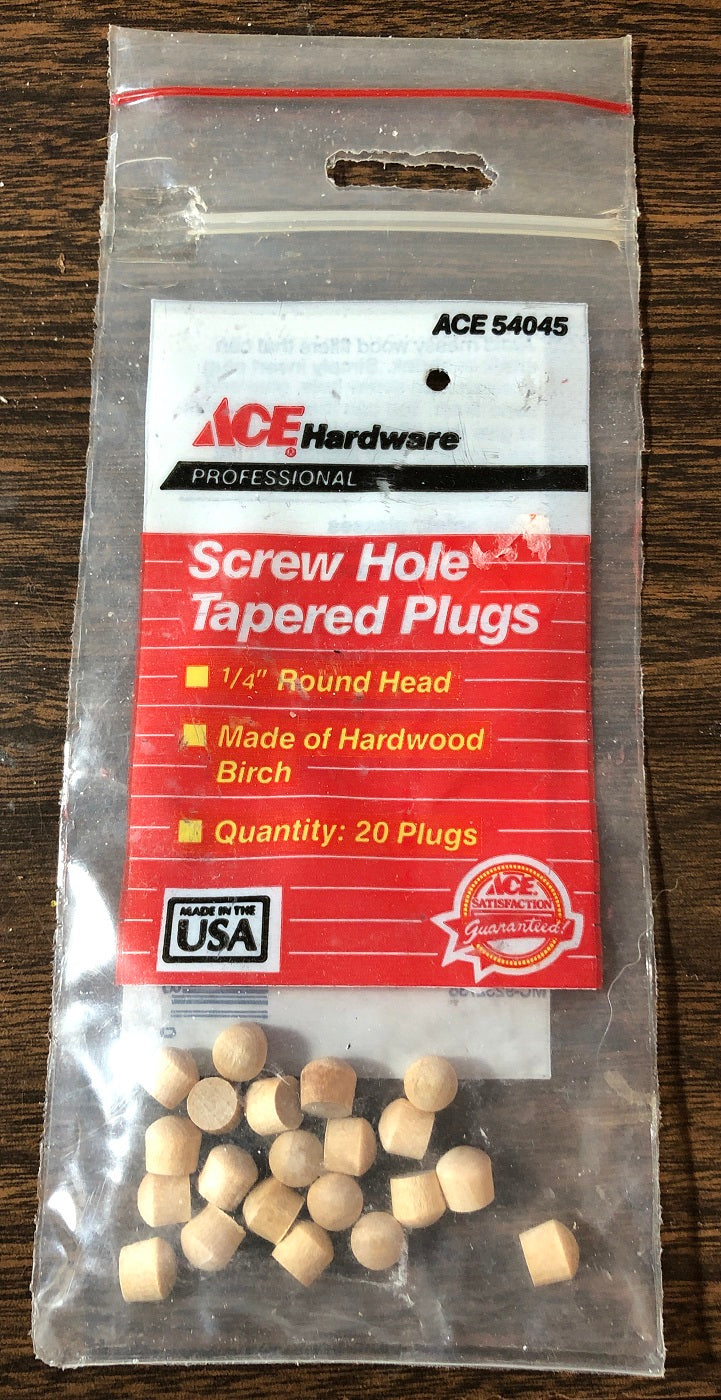 ACE 54045
ACE Hardware
PROFESSIONAL
Screw Hole
Tapered Plugs
1/4" Round Head
Made of Hardwood
Birch
Quantity: 20 Plugs
MADE IN THE
USA
ACE
SATISFACTION
Guaranteed!